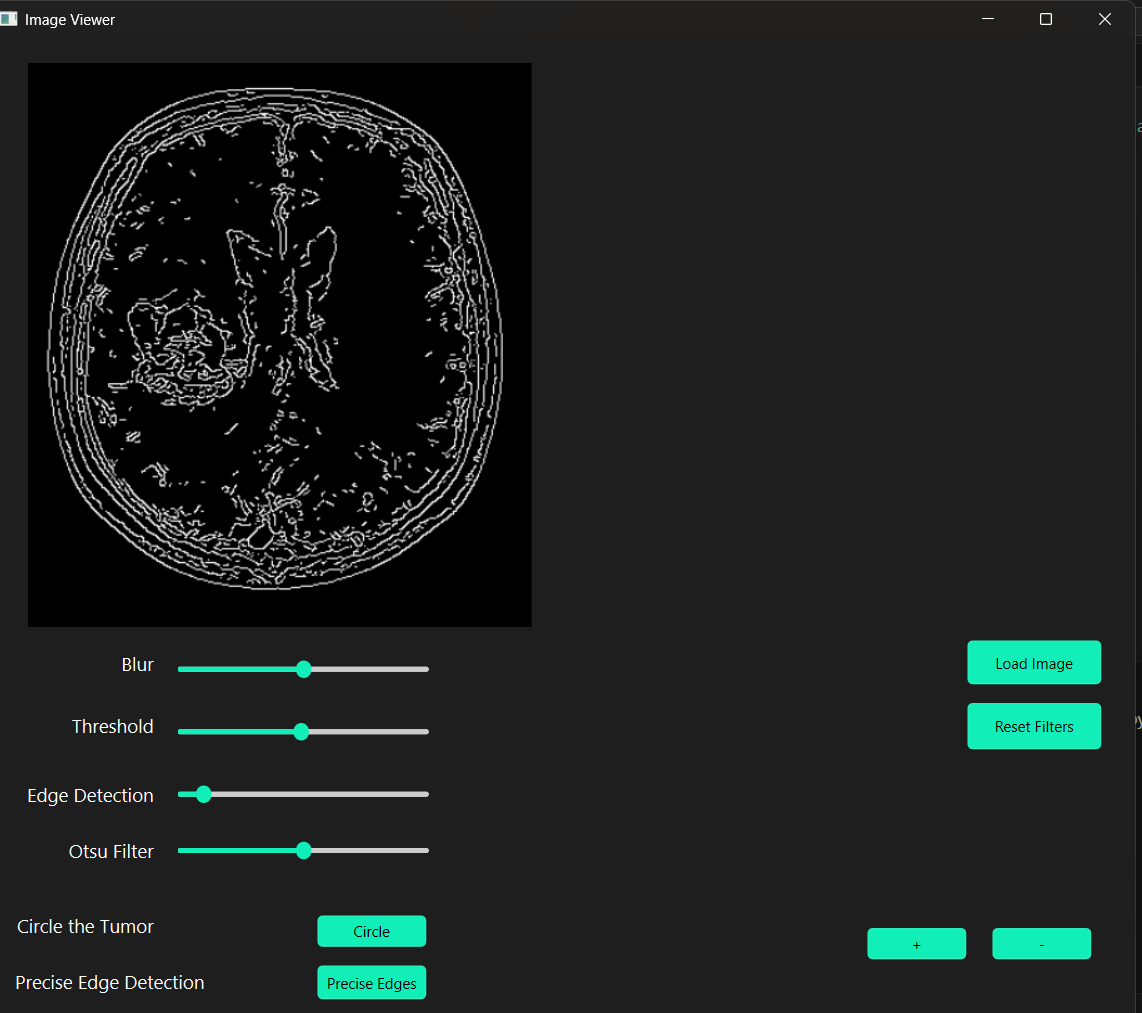 Image Viewer
Blur
Load Image
Threshold
Reset Filters
Edge Detection
Otsu Filter
Circle the Tumor
Circle
+
-
Precise Edge Detection
Precise Edges